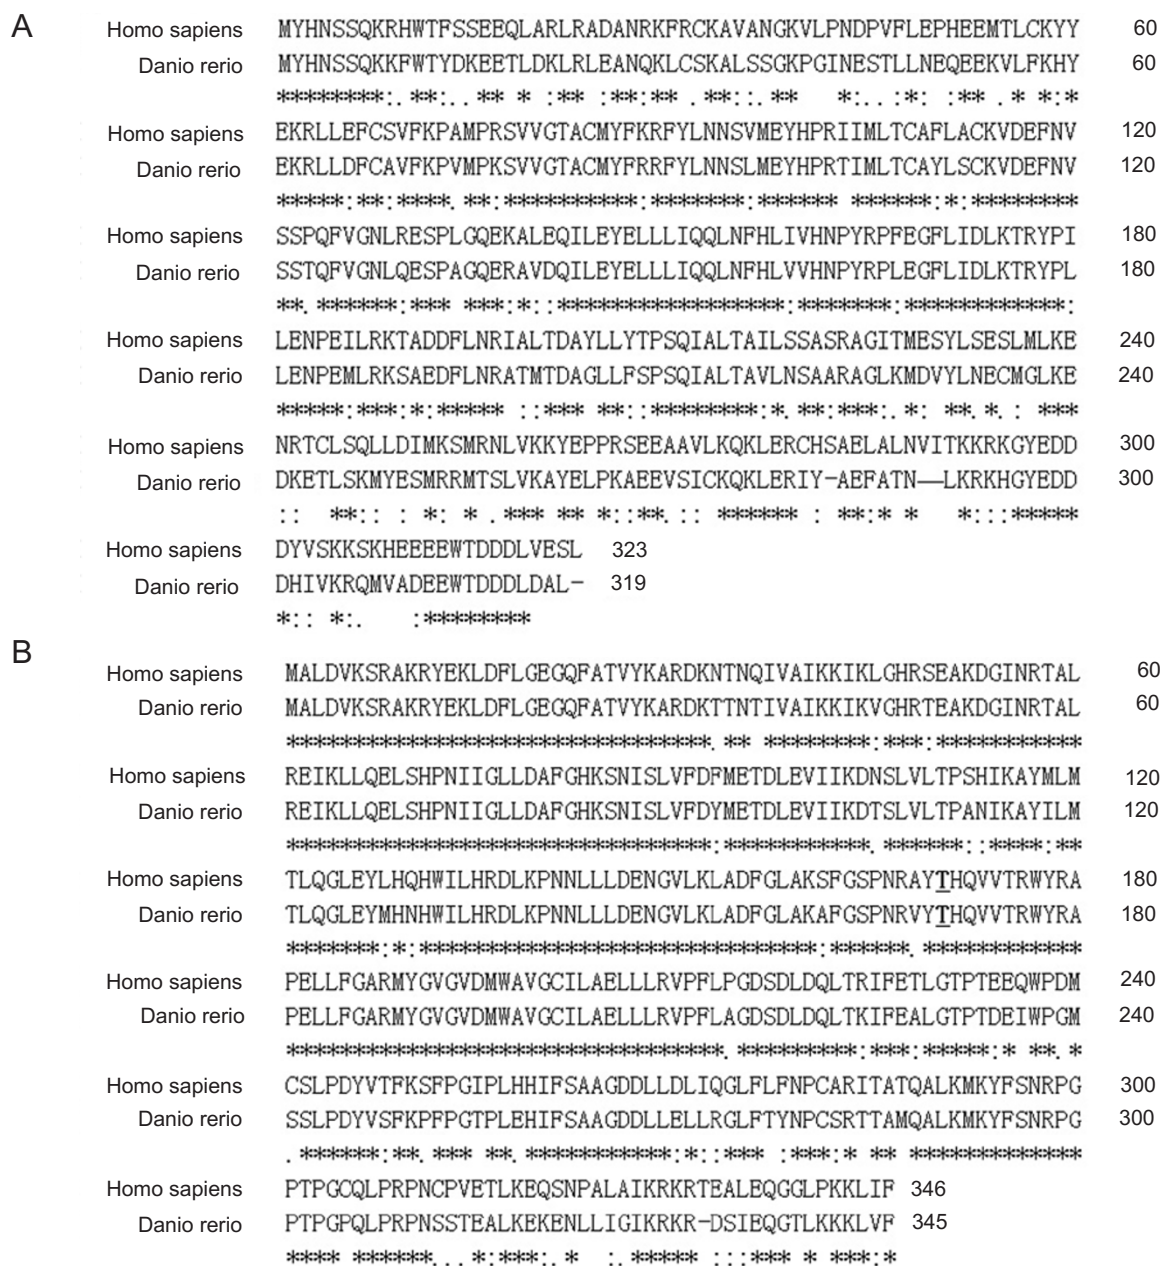 A
Homo sapiens MYHNSSQKRHWTFSSEEQLARLRADANRKFRCKAVANGKVLPNDPVFLEPHEEMTLCKYY 60
Danio rerio MYHNSSQKKFWTYDKEETLDKLRLEANQKLCSKALSSGKPGINESTLLNEQEEKVLFKHY 60
********:. **:. . ** * :** :**:** . **::. ** *:. . :*: :** . * *:*
Homo sapiens EKRLLEFCSVFKPAMPRSVVGTACMYFKRFYLNNSVMEYHPRIIMLTCAFLACKVDEFNV 120
Danio rerio EKRLLDFCAVFKPVMPKSVVGTACMYFRRFYLNNSLMEYHPRTIMLTCAYLSCKVDEFNV 120
*****:**:****. **:**********:*******:****** ******:*:********
Homo sapiens SSPQFVGNLRESPLGQEKALEQILEYELLLIQQLNFHLIVHNPYRPFEGFLIDLKTRYPI 180
Danio rerio SSTQFVGNLQESPAGQERAVDQILEYELLLIQQLNFHLVVHNPYRPLEGFLIDLKTRYPL 180
**. ******:*** ***:*::*****************:*******:************:
Homo sapiens LENPEILRKTADDFLNRIALTDAYLLYTPSQIALTAILSSASRAGITMESYLSESLMLKE 240
Danio rerio LENPEMLRKSAEDFLNRATMTDAGLLFSPSQIALTAVLNSAARAGLKMDVYLNECMGLKE 240
*****:***:*:***** ::*** **::********:*. **:***:. *: **. *. : ***
Homo sapiens NRTCLSQLLDIMKSMRNLVKKYEPPRSEEAAVLKQKLERCHSAELALNVITKKRKGYEDD 300
Danio rerio DKETLSKMYESMRRMTSLVKAYELPKAEEVSICKQKLERIY-AEFATN—LKRKHGYEDD 300
:: **:: : *: * . *** ** *::**. :: ****** : **:* * *:::*****
Homo sapiens DYVSKKSKHEEEEWTDDDLVESL 323
Danio rerio DHIVKRQMVADEEWTDDDLDAL- 319
*:: *:. :********
B
Homo sapiens MALDVKSRAKRYEKLDFLGEGQFATVYKARDKNTNQIVAIKKIKLGHRSEAKDGINRTAL 60
Danio rerio MALDVKSRAKRYEKLDFLGEGQFATVYKARDKTTNTIVAIKKIKVGHRTEAKDGINRTAL 60
********************************. ** ********:***:***********
Homo sapiens REIKLLQELSHPNIIGLLDAFGHKSNISLVFDFMETDLEVIIKDNSLVLTPSHIKAYMLM 120
Danio rerio REIKLLQELSHPNIIGLLDAFGHKSNISLVFDYMETDLEVIIKDTSLVLTPANIKAYILM 120
********************************:***********. ******::****:**
Homo sapiens TLQGLEYLHQHWILHRDLKPNNLLLDENGVLKLADFGLAKSFGSPNRAYTHQVVTRWYRA 180
Danio rerio TLQGLEYMHNHWILHRDLKPNNLLLDENGVLKLADFGLAKAFGSPNRVYTHQVVTRWYRA 180
*******:*:******************************:******. ************
Homo sapiens PELLFGARMYGVGVDMWAVGCILAELLLRVPFLPGDSDLDQLTRIFETLGTPTEEQWPDM 240
Danio rerio PELLFGARMYGVGVDMWAVGCILAELLLRVPFLAGDSDLDQLTKIFEALGTPTDEIWPGM 240
*********************************. *********:***:*****:* **. *
Homo sapiens CSLPDYVTFKSFPGIPLHHIFSAAGDDLLDLIQGLFLFNPCARITATQALKMKYFSNRPG 300
Danio rerio SSLPDYVSFKPFPGTPLEHIFSAAGDDLLELLRGLFTYNPCSRTTAMQALKMKYFSNRPG 300
. ******:**. *** **. ***********:*::*** :***:* ** *************
Homo sapiens PTPGCQLPRPNCPVETLKEQSNPALAIKRKRTEALEQGGLPKKLIF 346
Danio rerio PTPGPQLPRPNSSTEALKEKENLLIGIKRKR-DSIEQGTLKKKLVF 345
**** ******. . . *:***:. * :. ***** :::*** * ***:*